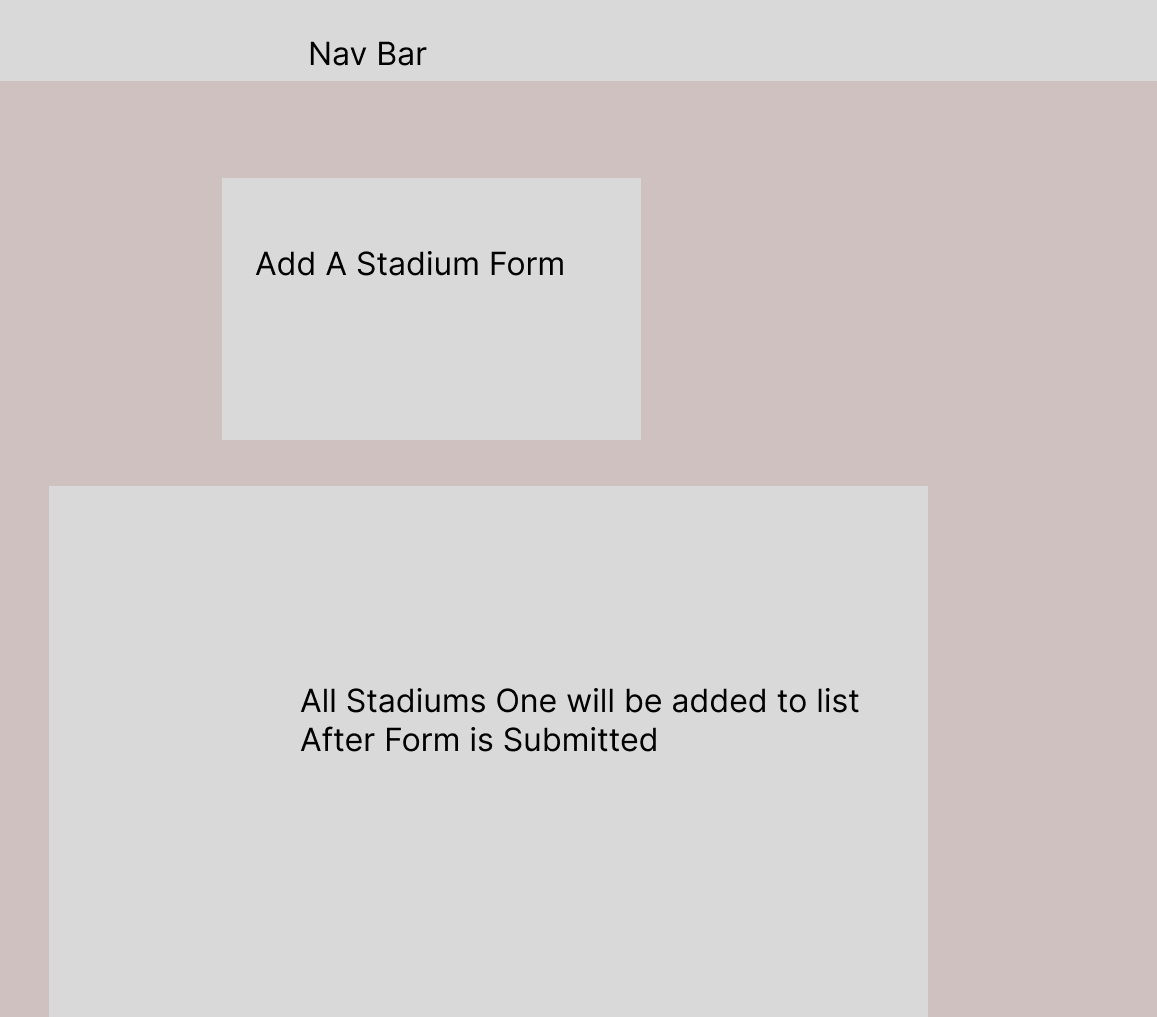 Nav Bar
Add A Stadium Form
All Stadiums One will be added to list
After Form is Submitted